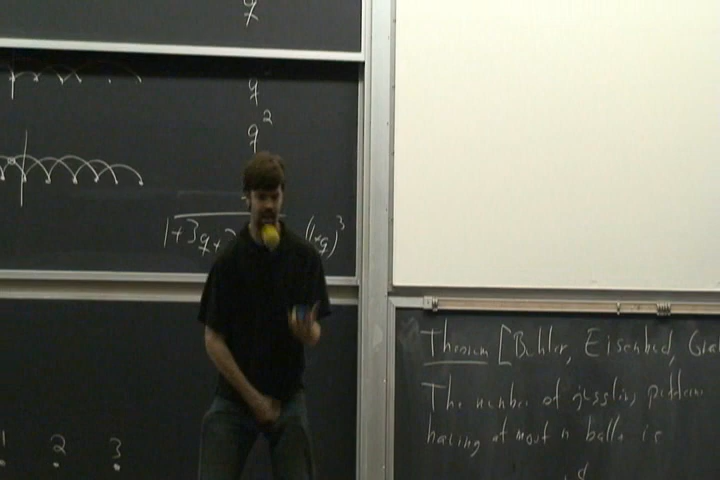 q
q
q²
1+3q+ (1+q)³
1 2 3
Theorem [Buhler, Eisenbud,
The number of juggling patterns
having at most n balls is
d